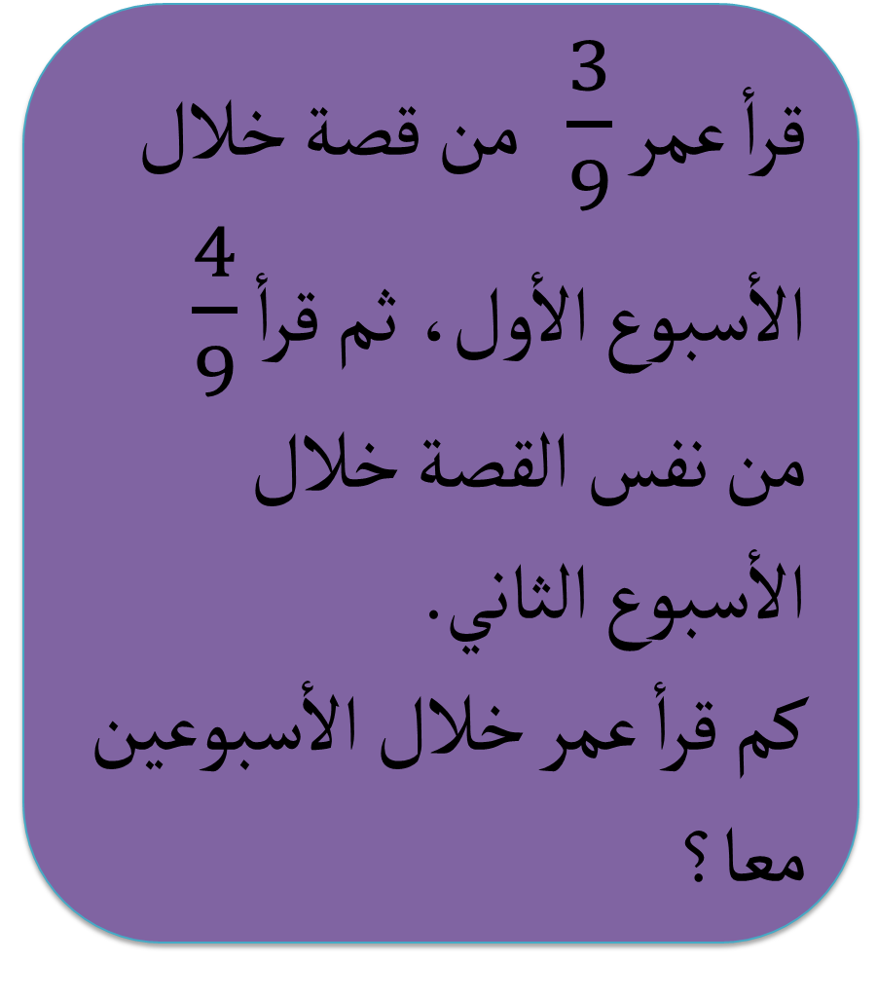 قرأ عمر 3/9 من قصة خلال
الأسبوع الأول، ثم قرأ 4/9
من نفس القصة خلال
الأسبوع الثاني.
كم قرأ عمر خلال الأسبوعين
معا ؟